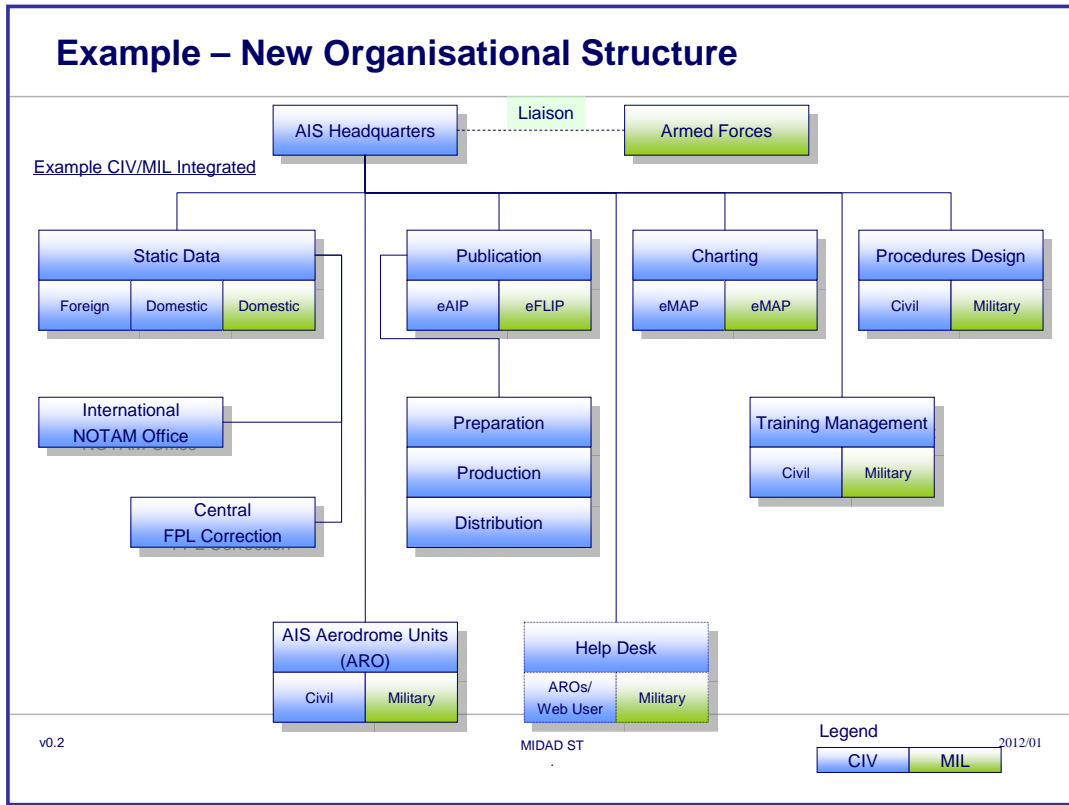 Example – New Organisational Structure
Liaison
AIS Headquarters
Armed Forces
Example CIV/MIL Integrated
Static Data
Foreign
Domestic
Domestic
Publication
eAIP
eFLIP
Charting
eMAP
eMAP
Procedures Design
Civil
Military
International
NOTAM Office
Preparation
Production
Distribution
Training Management
Civil
Military
Central
FPL Correction
AIS Aerodrome Units
(ARO)
Civil
Military
Help Desk
AROs/
Web User
Military
v0.2
MIDAD ST
.
Legend
2012/01
CIV
MIL